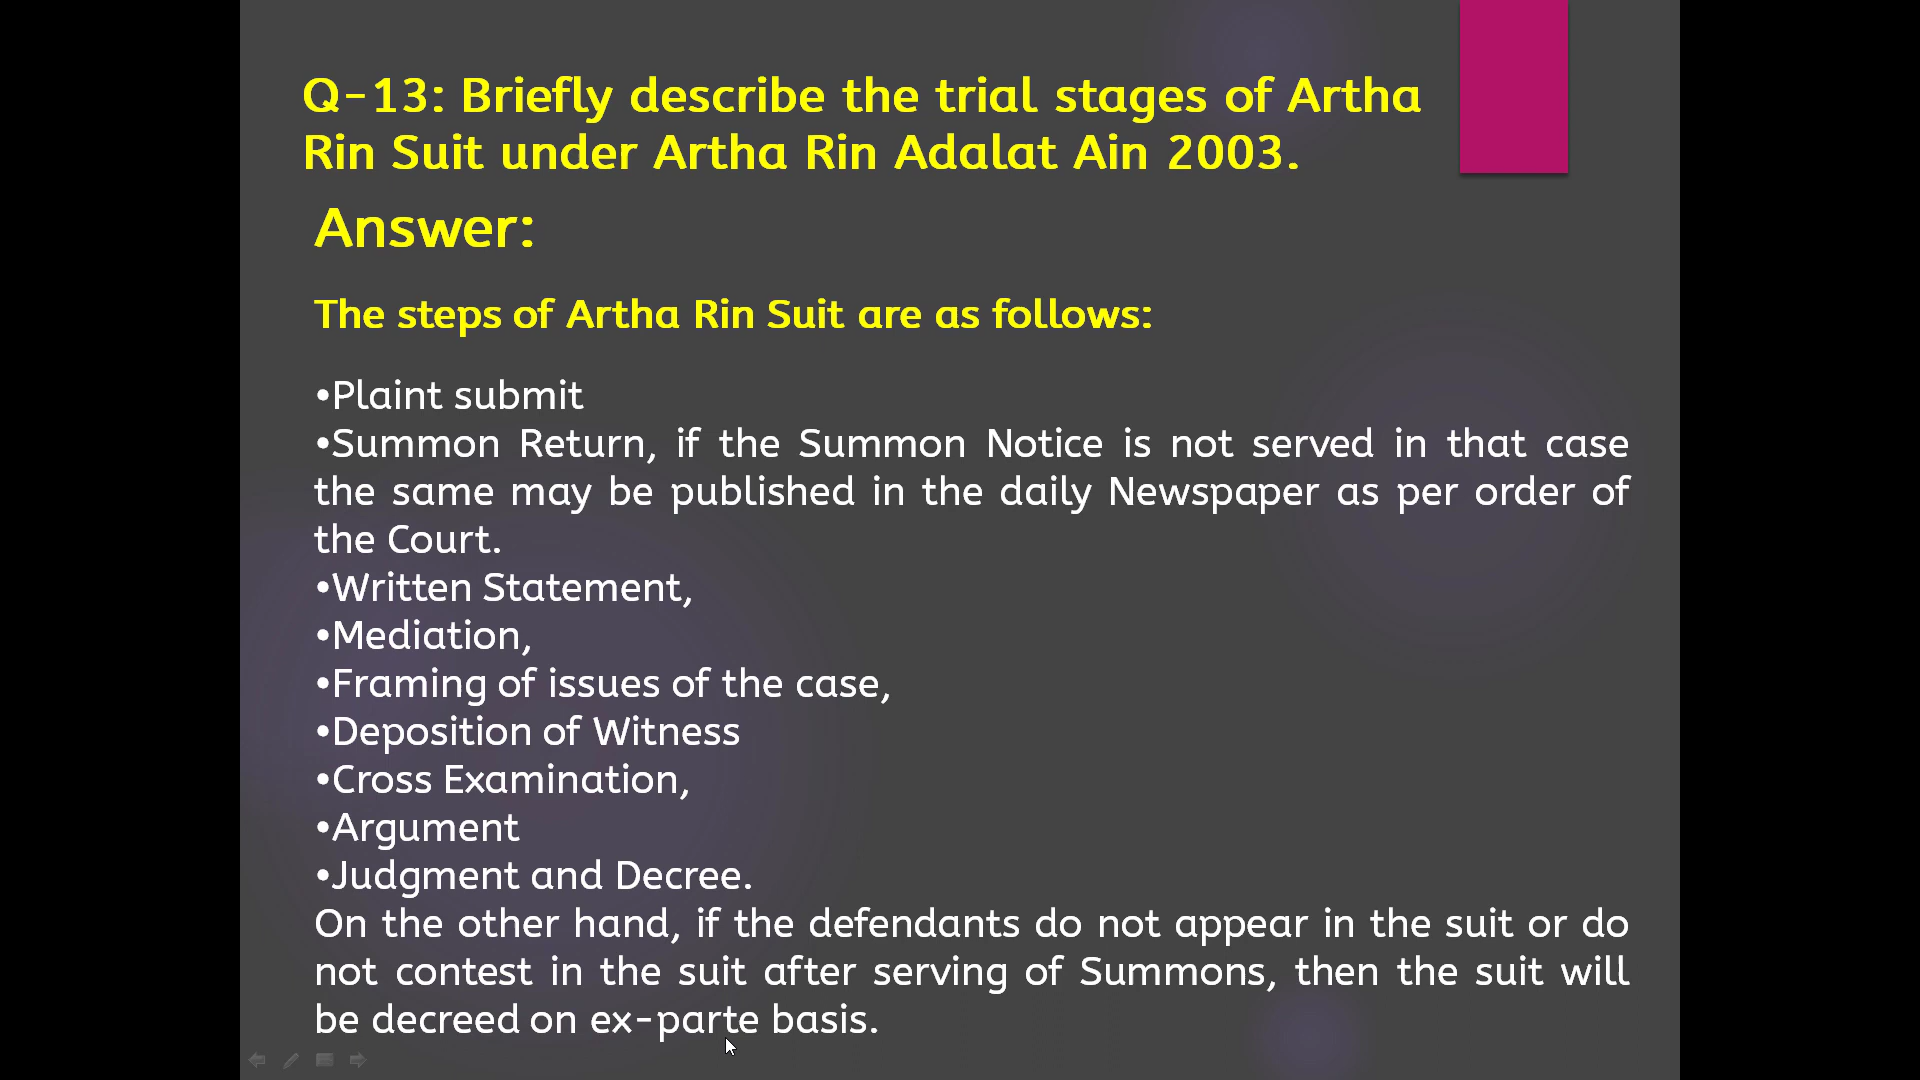 Q-13: Briefly describe the trial stages of Artha
Rin Suit under Artha Rin Adalat Ain 2003.
Answer:
The steps of Artha Rin Suit are as follows:
•Plaint submit
•Summon Return, if the Summon Notice is not served in that case
the same may be published in the daily Newspaper as per order of
the Court.
•Written Statement,
•Mediation,
•Framing of issues of the case,
•Deposition of Witness
•Cross Examination,
•Argument
•Judgment and Decree.
On the other hand, if the defendants do not appear in the suit or do
not contest in the suit after serving of Summons, then the suit will
be decreed on ex-parte basis.